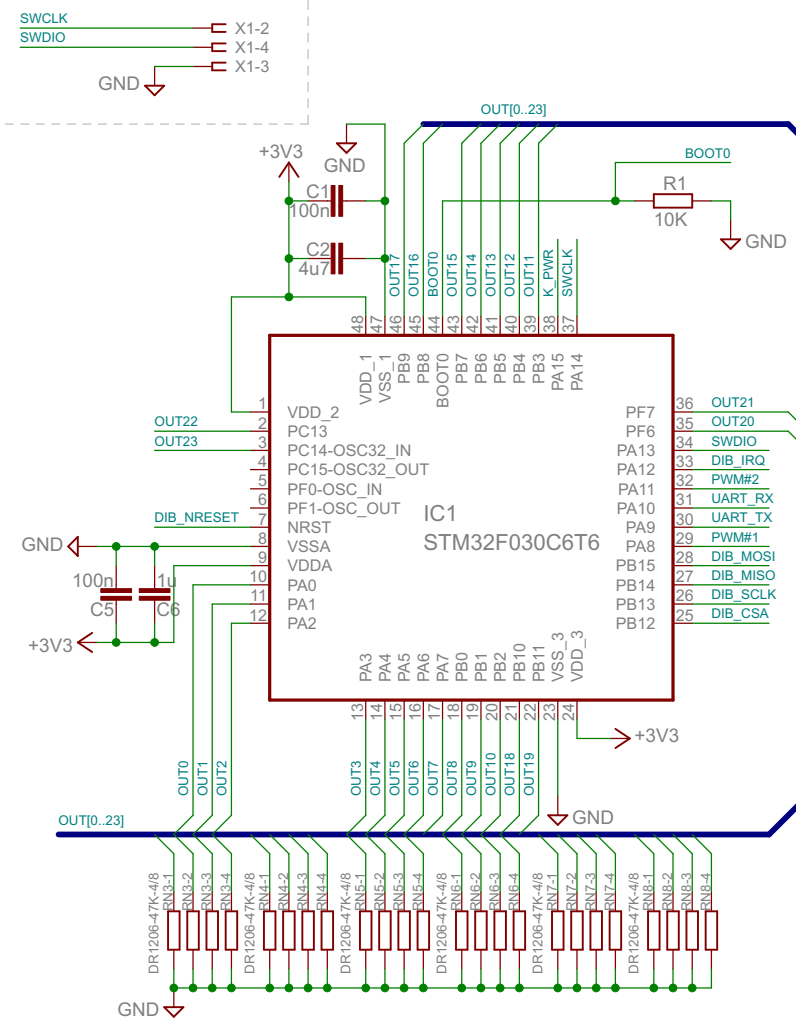 SWCLK
X1-2
SWDIO
X1-4
X1-3
GND
OUT[0..23]
+3V3
GND
BOOT0
C1
100n
R1
10K
GND
C2
4u7
OUT17
OUT16
BOOT0
OUT15
OUT14
OUT13
OUT12
OUT11
K_PWR
SWCLK
48
47
46
45
44
43
42
41
40
39
38
37
VDD_1
VSS_1
PB9
PB8
BOOT0
PB7
PB6
PB5
PB4
PB3
PA15
PA14
1 VDD_2
OUT22 2 PC13
OUT23 3 PC14-OSC32_IN
4 PC15-OSC32_OUT
5 PF0-OSC_IN
6 PF1-OSC_OUT
DIB_NRESET 7 NRST
GND 8 VSSA
9 VDDA
10 PA0
11 PA1
12 PA2
100n
C5
1u
C6
+3V3
IC1
STM32F030C6T6
PF7 36 OUT21
PF6 35 OUT20
PA13 34 SWDIO
PA12 33 DIB_IRQ
PA11 32 PWM#2
PA10 31 UART_RX
PA9 30 UART_TX
PA8 29 PWM#1
PB15 28 DIB_MOSI
PB14 27 DIB_MISO
PB13 26 DIB_SCLK
PB12 25 DIB_CSA
PA3
PA4
PA5
PA6
PA7
PB0
PB1
PB2
PB10
PB11
VSS_3
VDD_3
13
14
15
16
17
18
19
20
21
22
23
24
+3V3
OUT0
OUT1
OUT2
OUT3
OUT4
OUT5
OUT6
OUT7
OUT8
OUT9
OUT10
OUT18
OUT19
GND
OUT[0..23]
DR1206-47K-4/8
RN3-1
RN3-2
RN3-3
RN3-4
DR1206-47K-4/8
RN4-1
RN4-2
RN4-3
RN4-4
DR1206-47K-4/8
RN5-1
RN5-2
RN5-3
RN5-4
DR1206-47K-4/8
RN6-1
RN6-2
RN6-3
RN6-4
DR1206-47K-4/8
RN7-1
RN7-2
RN7-3
RN7-4
DR1206-47K-4/8
RN8-1
RN8-2
RN8-3
RN8-4
GND